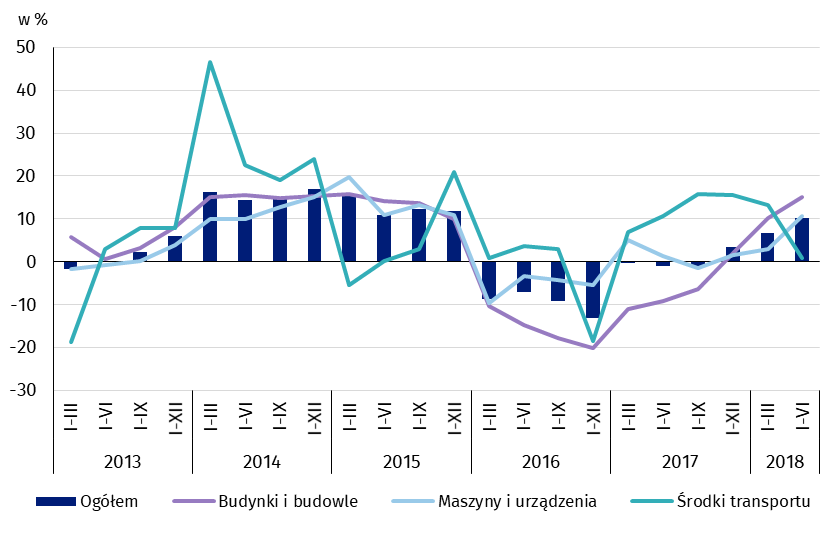 w %
50
40
30
20
10
0
-10
-20
-30
I-III I-VI I-IX I-XII I-III I-VI I-IX I-XII I-III I-VI I-IX I-XII I-III I-VI I-IX I-XII I-III I-VI I-IX I-XII I-III I-VI
2013 2014 2015 2016 2017 2018
Ogółem Budynki i budowle Maszyny i urządzenia Środki transportu